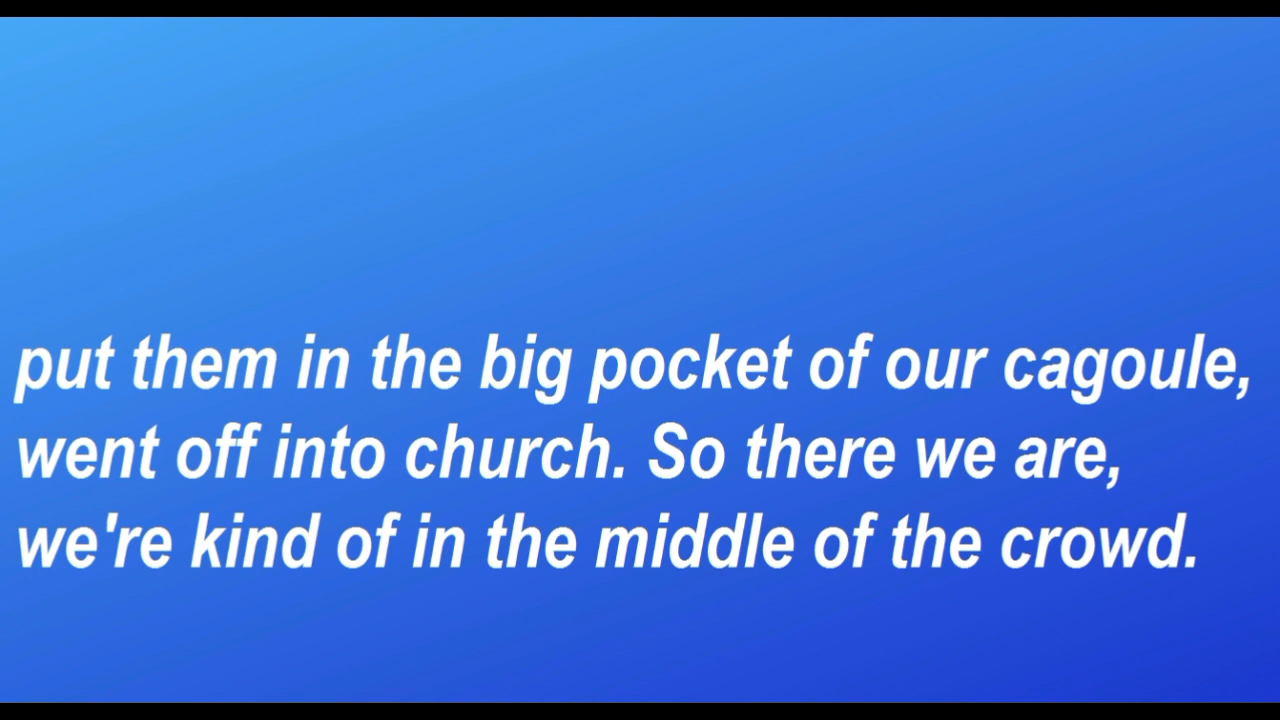 put them in the big pocket of our cagoule,
went off into church. So there we are,
we're kind of in the middle of the crowd.